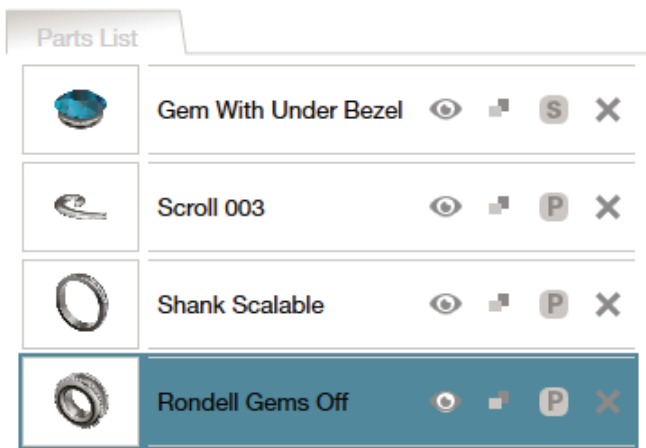 Parts List
Gem With Under Bezel S
Scroll 003 P
Shank Scalable P
Rondell Gems Off P